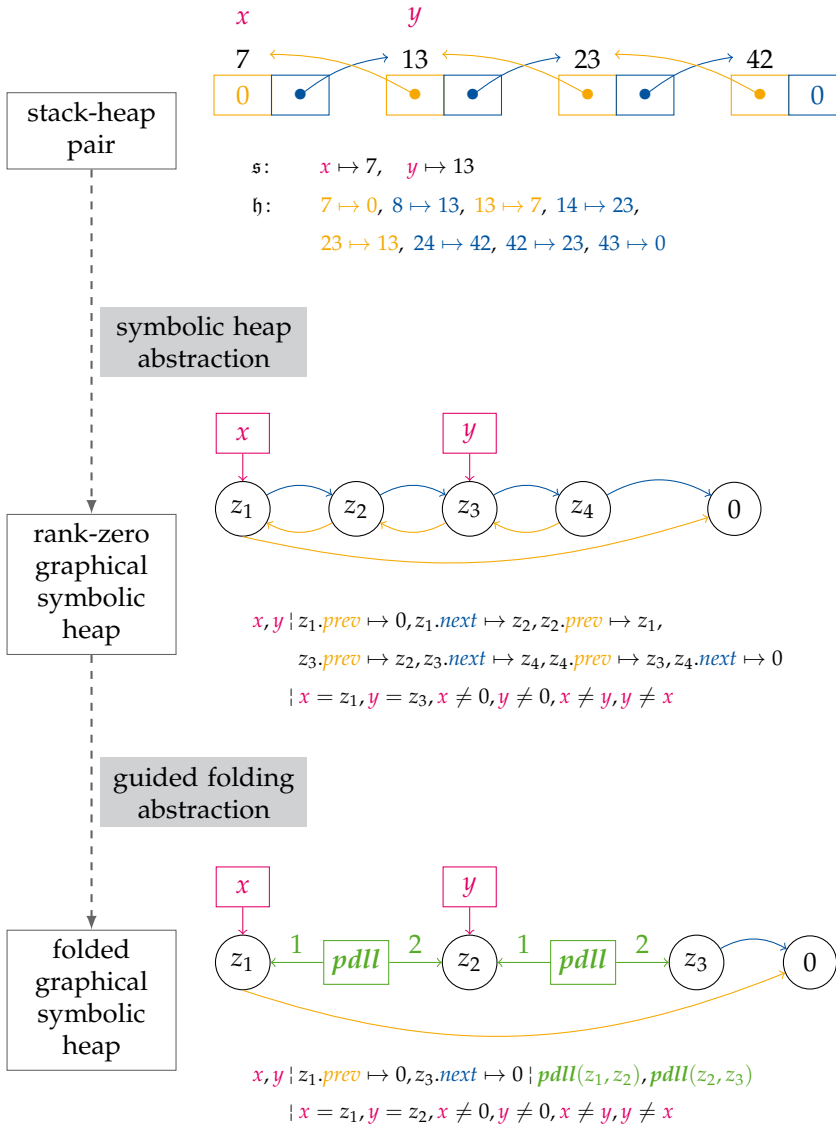 x y
7 13 23 42
0 0
stack-heap
pair
𝔰: x ↦ 7, y ↦ 13
𝔥: 7 ↦ 0, 8 ↦ 13, 13 ↦ 7, 14 ↦ 23,
23 ↦ 13, 24 ↦ 42, 42 ↦ 23, 43 ↦ 0
symbolic heap
abstraction
x y
z₁ z₂ z₃ z₄ 0
rank-zero
graphical
symbolic
heap
x, y ¦ z₁.prev ↦ 0, z₁.next ↦ z₂, z₂.prev ↦ z₁,
z₃.prev ↦ z₂, z₃.next ↦ z₄, z₄.prev ↦ z₃, z₄.next ↦ 0
¦ x = z₁, y = z₃, x ≠ 0, y ≠ 0, x ≠ y, y ≠ x
guided folding
abstraction
x y
1 2 1 2
z₁ pdll z₂ pdll z₃ 0
folded
graphical
symbolic
heap
x, y ¦ z₁.prev ↦ 0, z₃.next ↦ 0 ¦ pdll(z₁, z₂), pdll(z₂, z₃)
¦ x = z₁, y = z₂, x ≠ 0, y ≠ 0, x ≠ y, y ≠ x